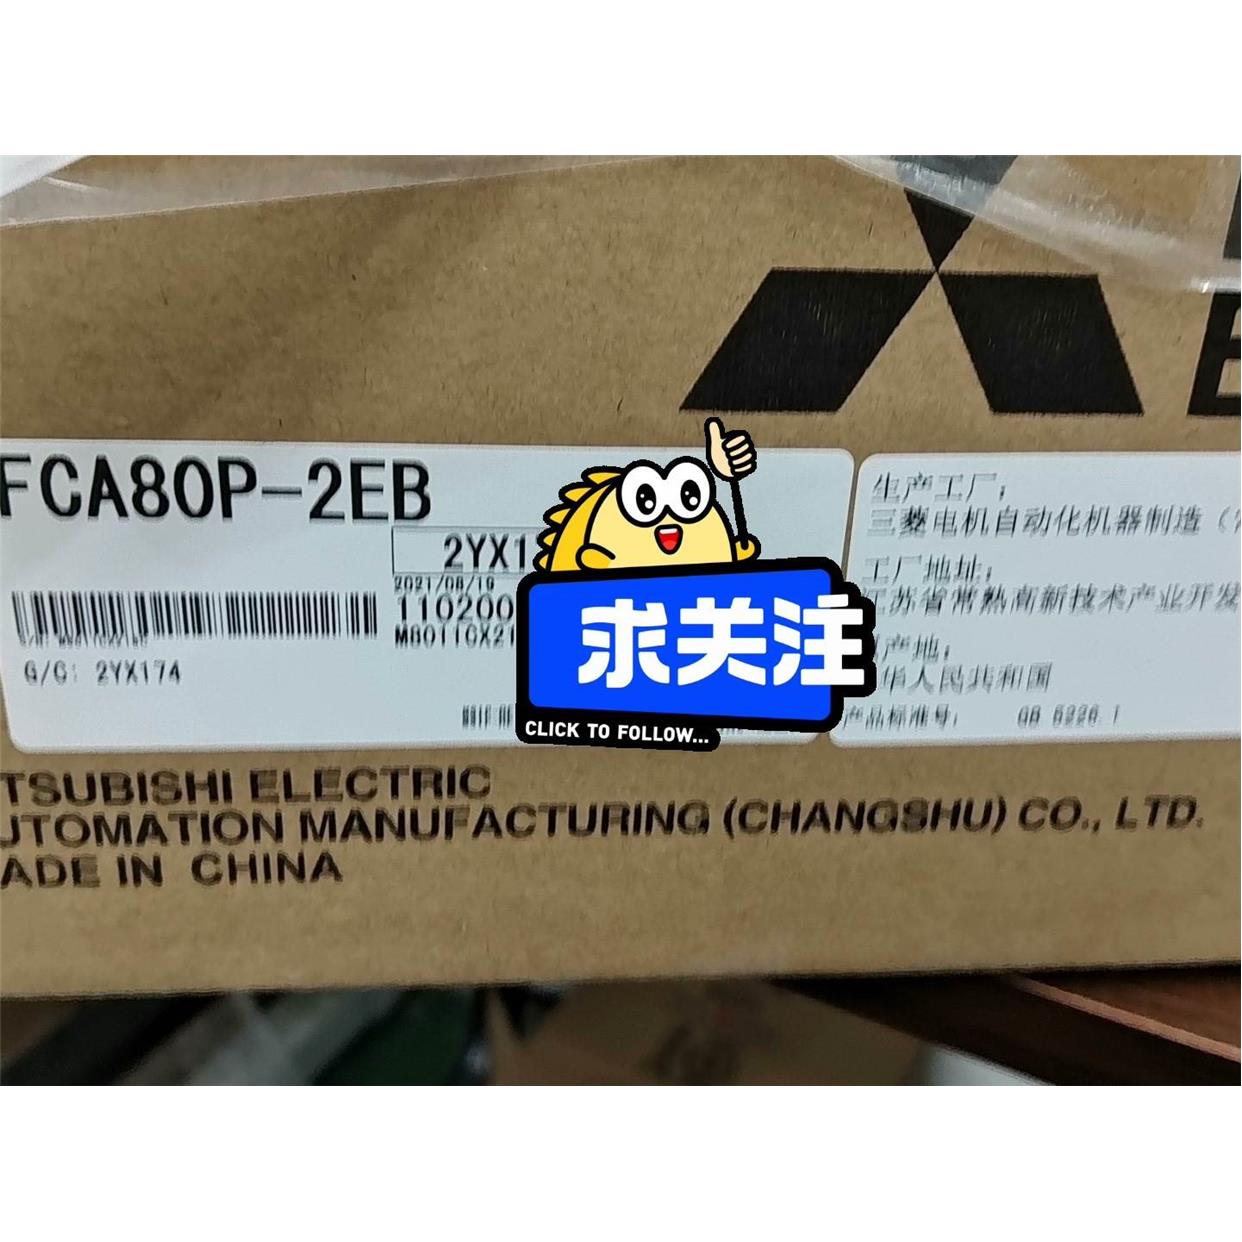 FCA80P-2EB
2YX1
2021/08/19
110200
M80110X21
G/C: 2YX174
求关注
CLICK TO FOLLOW...
生产工厂:
三菱电机自动化机器制造（
工厂地址:
江苏省常熟高新技术产业开发
产地:
华人民共和国
产品标准号: GB 5226.1
TSUBISHI ELECTRIC
UTOMATION MANUFACTURING (CHANGSHU) CO., LTD.
ADE IN CHINA